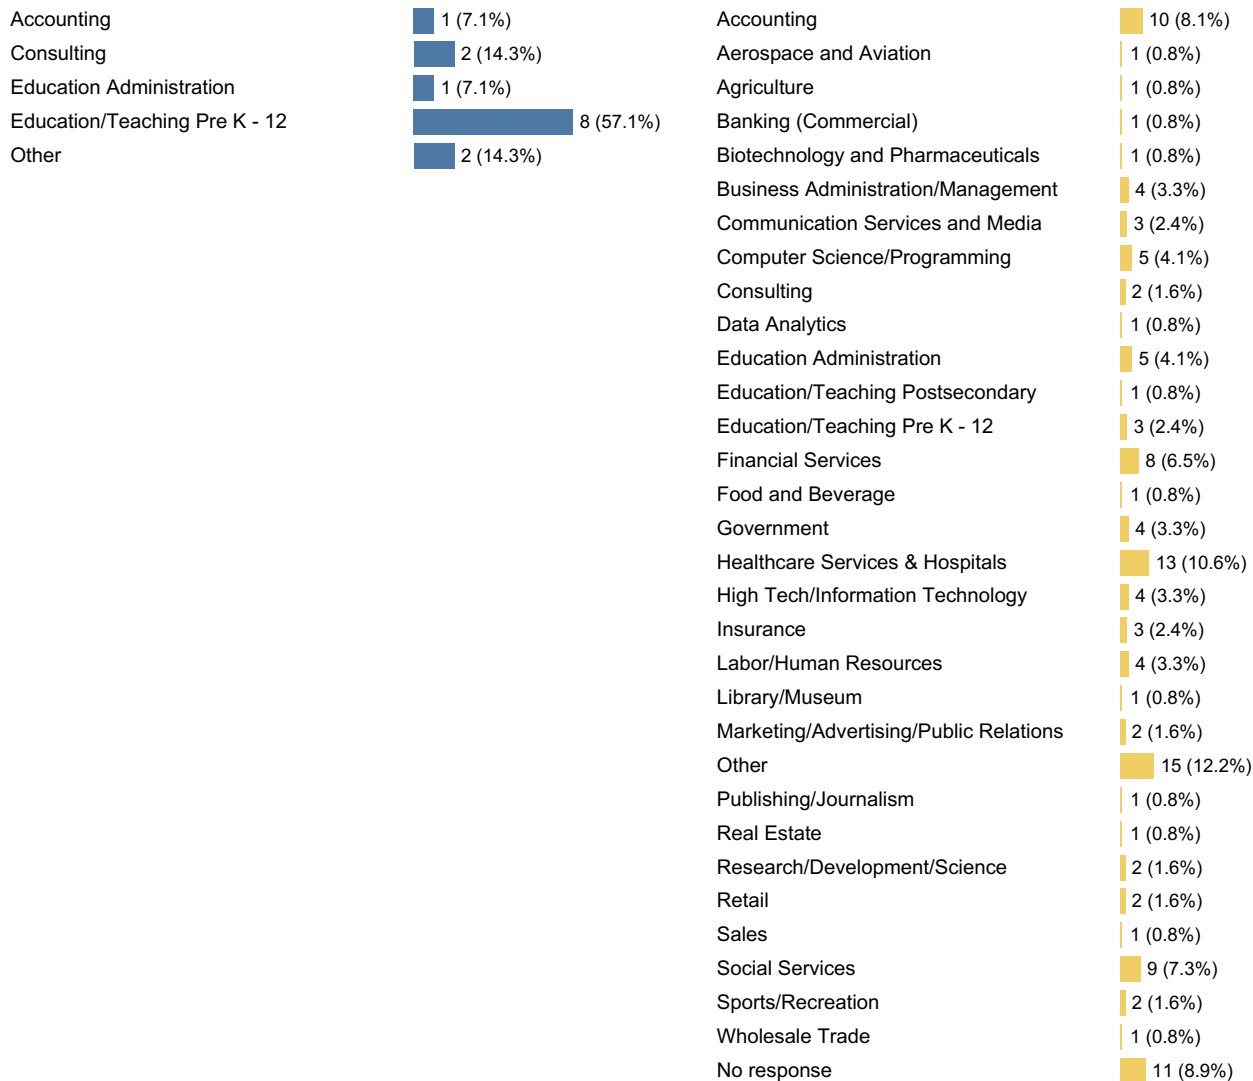 Accounting 1 (7.1%)
Consulting 2 (14.3%)
Education Administration 1 (7.1%)
Education/Teaching Pre K - 12 8 (57.1%)
Other 2 (14.3%)
Accounting 10 (8.1%)
Aerospace and Aviation 1 (0.8%)
Agriculture 1 (0.8%)
Banking (Commercial) 1 (0.8%)
Biotechnology and Pharmaceuticals 1 (0.8%)
Business Administration/Management 4 (3.3%)
Communication Services and Media 3 (2.4%)
Computer Science/Programming 5 (4.1%)
Consulting 2 (1.6%)
Data Analytics 1 (0.8%)
Education Administration 5 (4.1%)
Education/Teaching Postsecondary 1 (0.8%)
Education/Teaching Pre K - 12 3 (2.4%)
Financial Services 8 (6.5%)
Food and Beverage 1 (0.8%)
Government 4 (3.3%)
Healthcare Services & Hospitals 13 (10.6%)
High Tech/Information Technology 4 (3.3%)
Insurance 3 (2.4%)
Labor/Human Resources 4 (3.3%)
Library/Museum 1 (0.8%)
Marketing/Advertising/Public Relations 2 (1.6%)
Other 15 (12.2%)
Publishing/Journalism 1 (0.8%)
Real Estate 1 (0.8%)
Research/Development/Science 2 (1.6%)
Retail 2 (1.6%)
Sales 1 (0.8%)
Social Services 9 (7.3%)
Sports/Recreation 2 (1.6%)
Wholesale Trade 1 (0.8%)
No response 11 (8.9%)